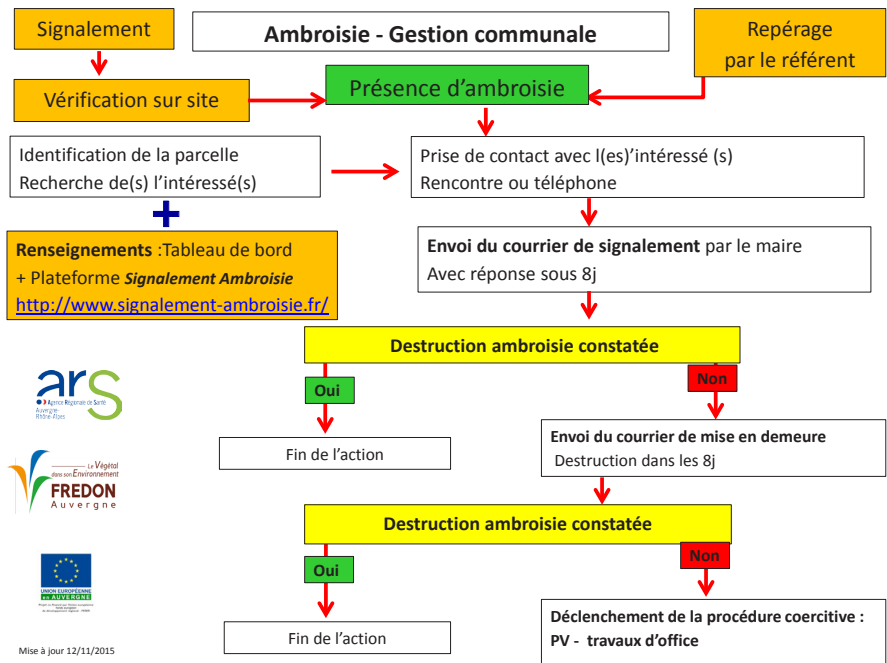 Signalement
Ambroisie - Gestion communale
Repérage
par le référent
Vérification sur site
Présence d'ambroisie
Identification de la parcelle
Recherche de(s) l'intéressé(s)
Prise de contact avec l(es)'intéressé (s)
Rencontre ou téléphone
+
Renseignements :Tableau de bord
+ Plateforme Signalement Ambroisie
http://www.signalement-ambroisie.fr/
Envoi du courrier de signalement par le maire
Avec réponse sous 8j
Destruction ambroisie constatée
Oui
Non
ars
Agence Régionale de Santé
Auvergne-
Rhône-Alpes
Fin de l'action
Envoi du courrier de mise en demeure
Destruction dans les 8j
Le Végétal
dans son Environnement
FREDON
Auvergne
Destruction ambroisie constatée
Oui
Non
UNION EUROPÉENNE
EN AUVERGNE
Fin de l'action
Déclenchement de la procédure coercitive :
PV - travaux d'office
Mise à jour 12/11/2015